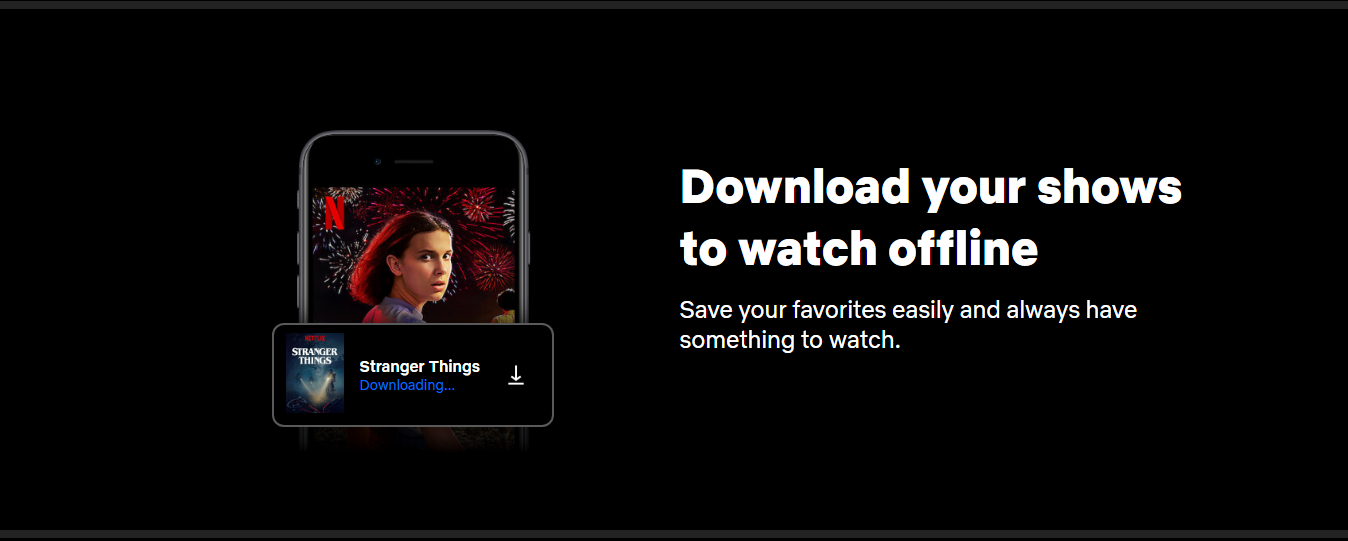 Download your shows
to watch offline
Save your favorites easily and always have
something to watch.
N
NETFLIX
STRANGER
THINGS
Stranger Things
Downloading...